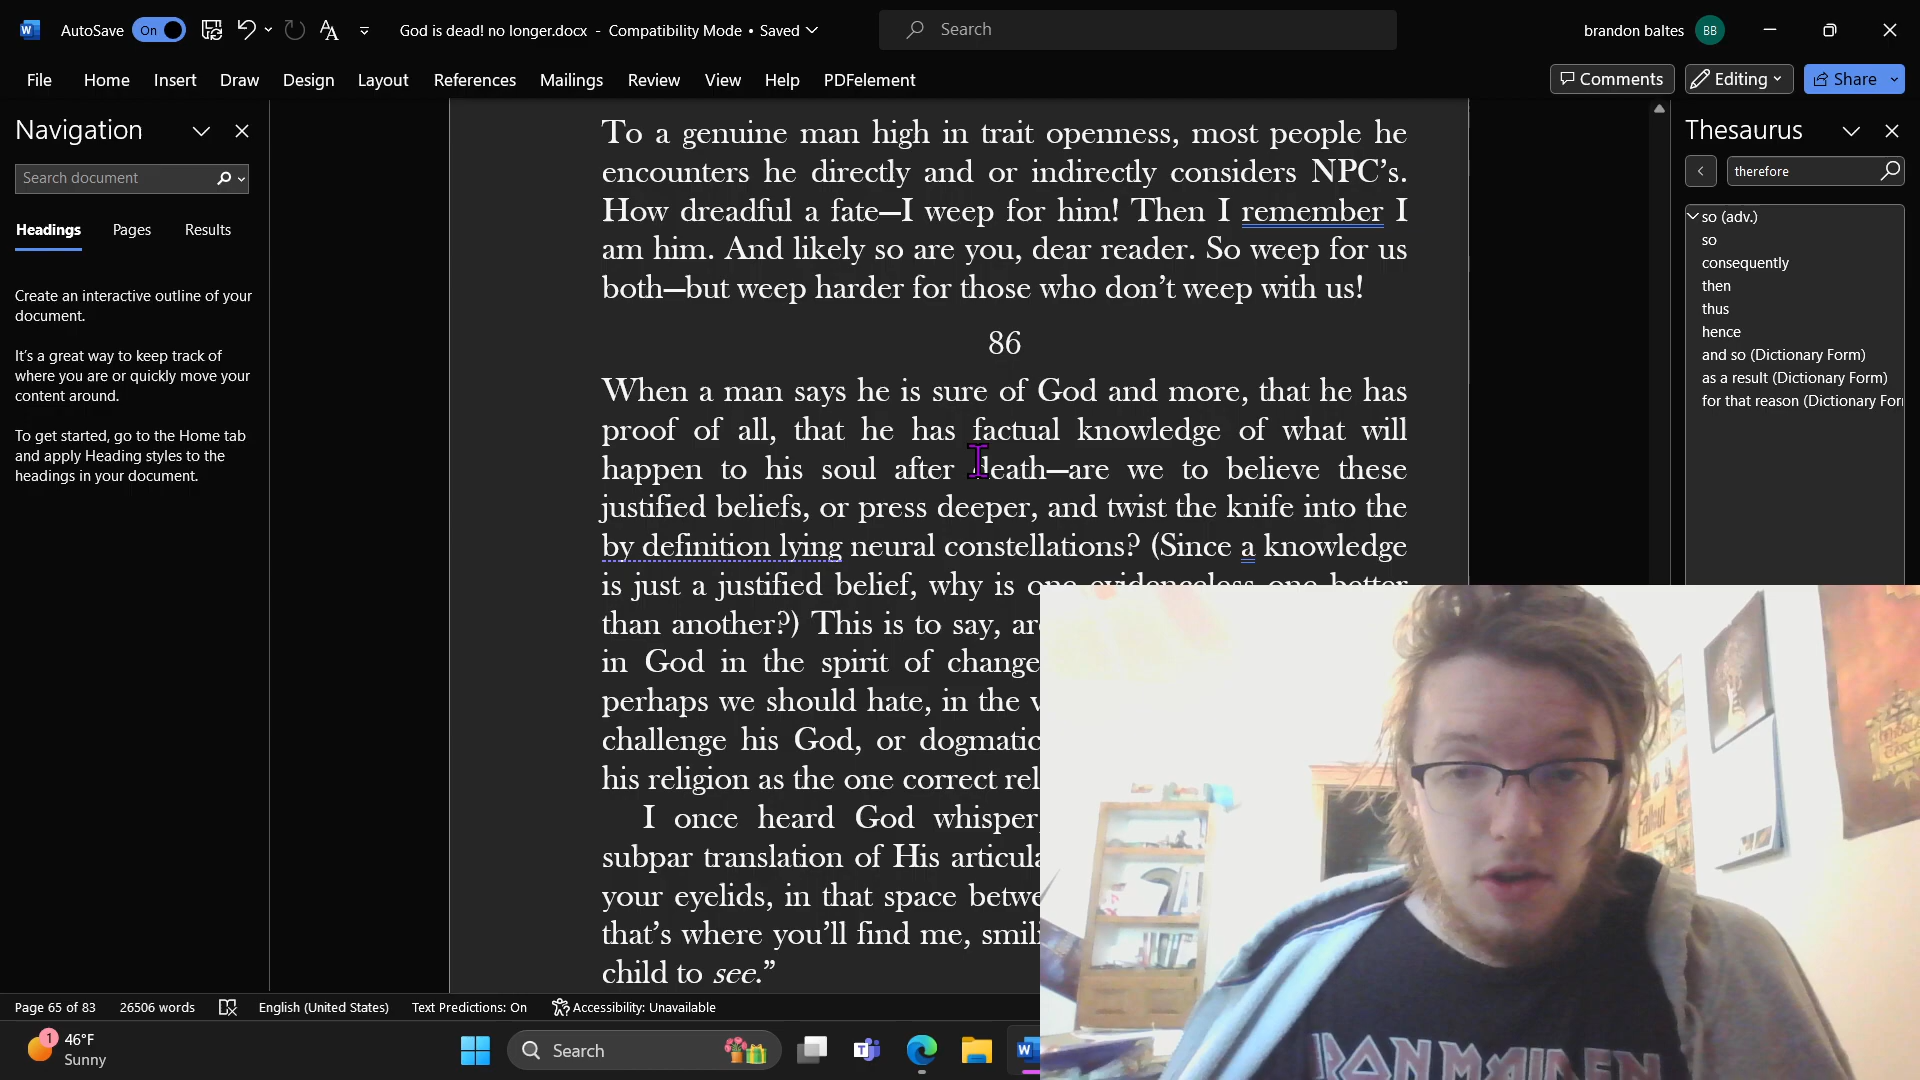 AutoSave On God is dead! no longer.docx - Compatibility Mode • Saved Search brandon baltes BB
File Home Insert Draw Design Layout References Mailings Review View Help PDFelement Comments Editing Share
Navigation
Search document
Headings Pages Results
Create an interactive outline of your
document.
It's a great way to keep track of
where you are or quickly move your
content around.
To get started, go to the Home tab
and apply Heading styles to the
headings in your document.
To a genuine man high in trait openness, most people he
encounters he directly and or indirectly considers NPC's.
How dreadful a fate—I weep for him! Then I remember I
am him. And likely so are you, dear reader. So weep for us
both—but weep harder for those who don't weep with us!
86
When a man says he is sure of God and more, that he has
proof of all, that he has factual knowledge of what will
happen to his soul after death—are we to believe these
justified beliefs, or press deeper, and twist the knife into the
by definition lying neural constellations? (Since a knowledge
is just a justified belief, why is one evidenceless one better
than another?) This is to say,
in God in the spirit of change
perhaps we should hate, in the
challenge his God, or
his religion as the one correct
I once heard God whisper,
subpar translation of His
your eyelids, in that space
that's where you'll find me,
child to see."
Thesaurus
therefore
so (adv.)
so
consequently
then
thus
hence
and so (Dictionary Form)
as a result (Dictionary Form)
for that reason (Dictionary
Page 65 of 83 26506 words English (United States) Text Predictions: On Accessibility: Unavailable
1 46°F
Sunny
Search
IRON MAIDEN